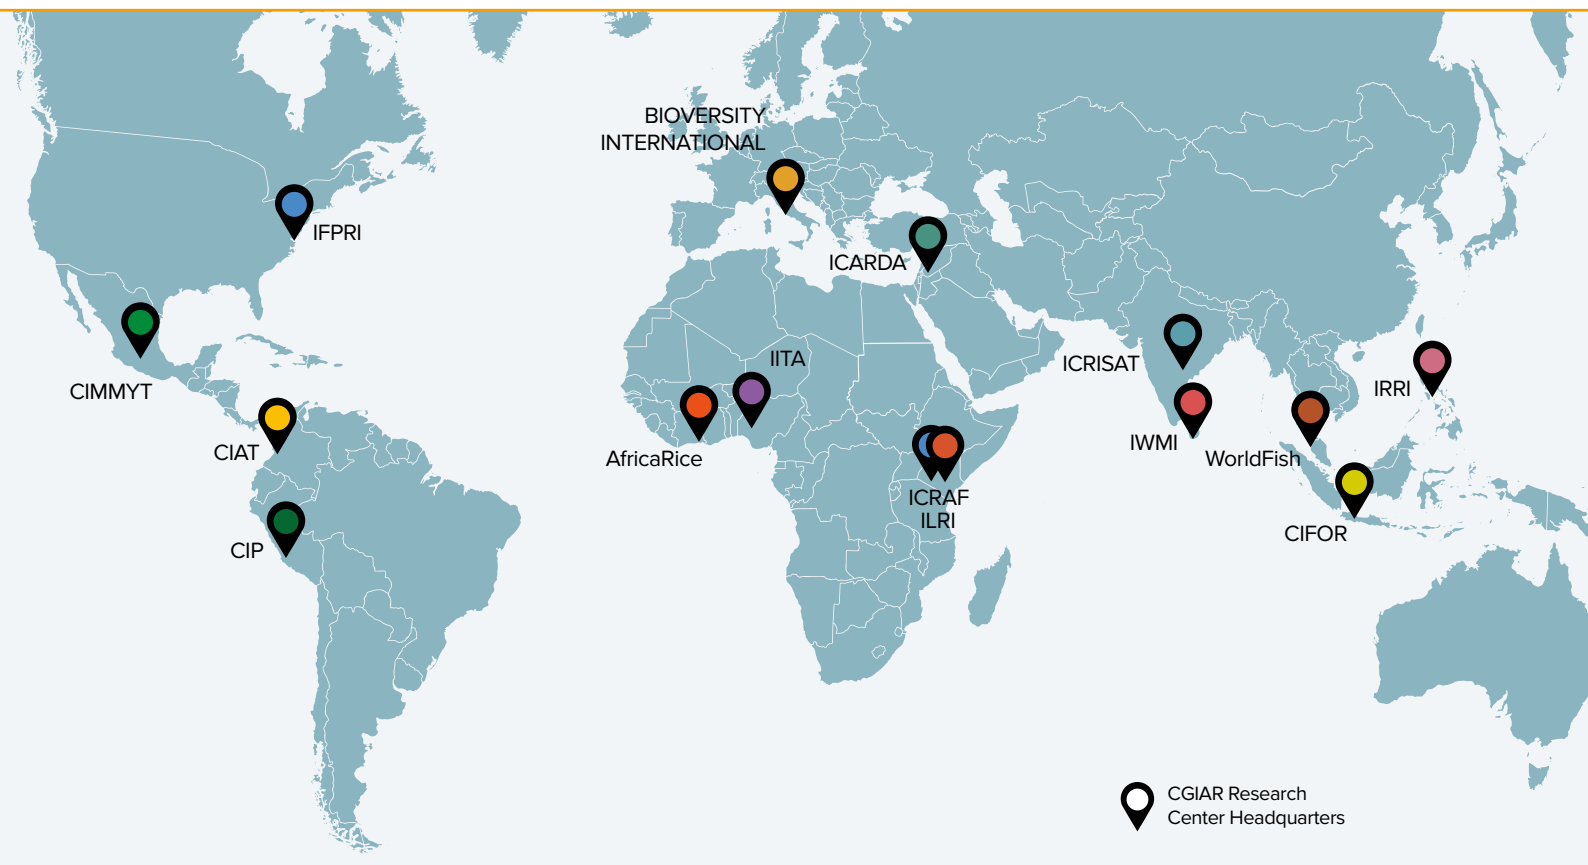 BIOVERSITY
INTERNATIONAL
IFPRI
ICARDA
CIMMYT
IITA
ICRISAT
IRRI
CIAT
AfricaRice
IWMI
WorldFish
ICRAF
ILRI
CIP
CIFOR
CGIAR Research
Center Headquarters